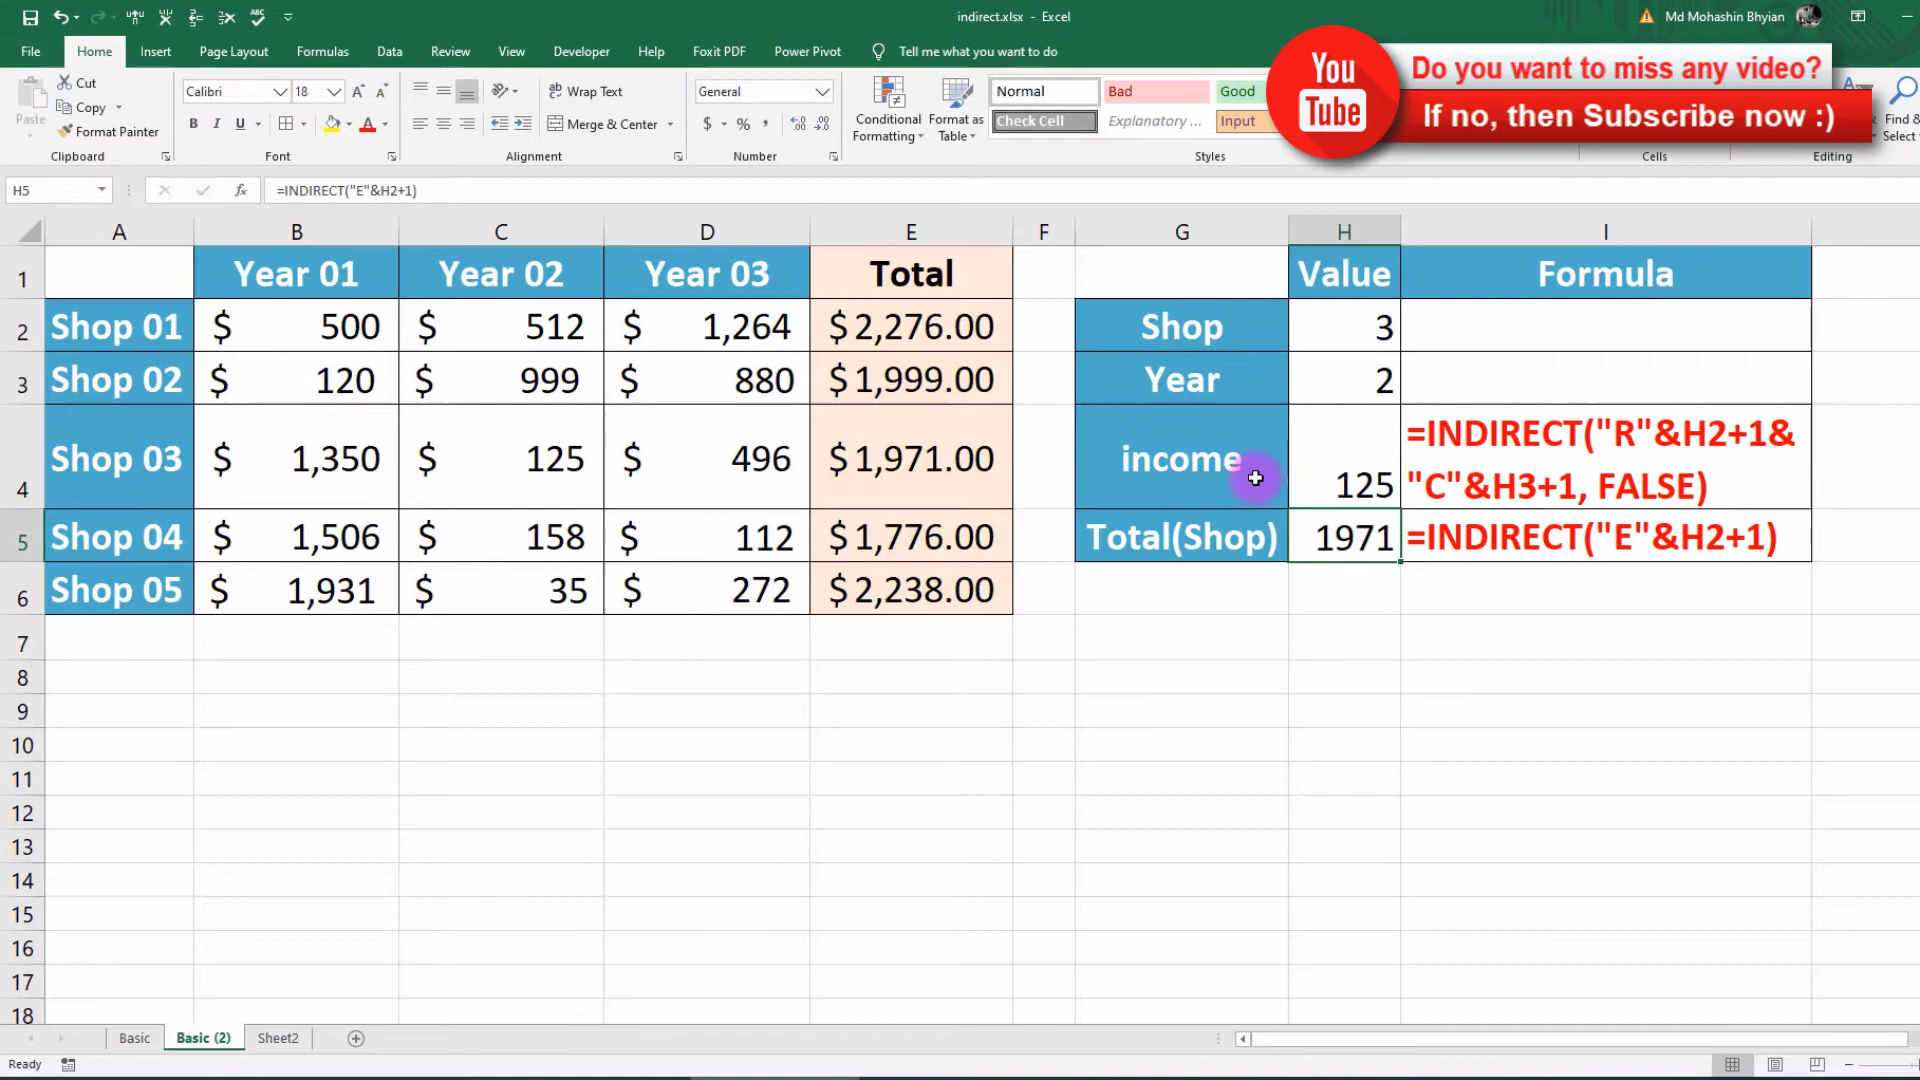 indirect.xlsx - Excel
Md Mohashin Bhyian
File Home Insert Page Layout Formulas Data Review View Developer Help Foxit PDF Power Pivot Tell me what you want to do
You
Tube
Do you want to miss any video?
If no, then Subscribe now :)
Paste
Cut
Copy
Format Painter
Clipboard
Calibri 18
B I U
Font
Wrap Text
Merge & Center
Alignment
General
$ % ,
Number
Conditional
Formatting
Format as
Table
Normal Bad Good
Check Cell Explanatory ... Input
Styles
Cells
Find &
Select
Editing
H5 fx =INDIRECT("E"&H2+1)
A B C D E F G H I
1 Year 01 Year 02 Year 03 Total Value Formula
2 Shop 01 $ 500 $ 512 $ 1,264 $ 2,276.00 Shop 3
3 Shop 02 $ 120 $ 999 $ 880 $ 1,999.00 Year 2
4 Shop 03 $ 1,350 $ 125 $ 496 $ 1,971.00 income 125 =INDIRECT("R"&H2+1&
"C"&H3+1, FALSE)
5 Shop 04 $ 1,506 $ 158 $ 112 $ 1,776.00 Total(Shop) 1971 =INDIRECT("E"&H2+1)
6 Shop 05 $ 1,931 $ 35 $ 272 $ 2,238.00
7
8
9
10
11
12
13
14
15
16
17
18
Basic Basic (2) Sheet2
Ready